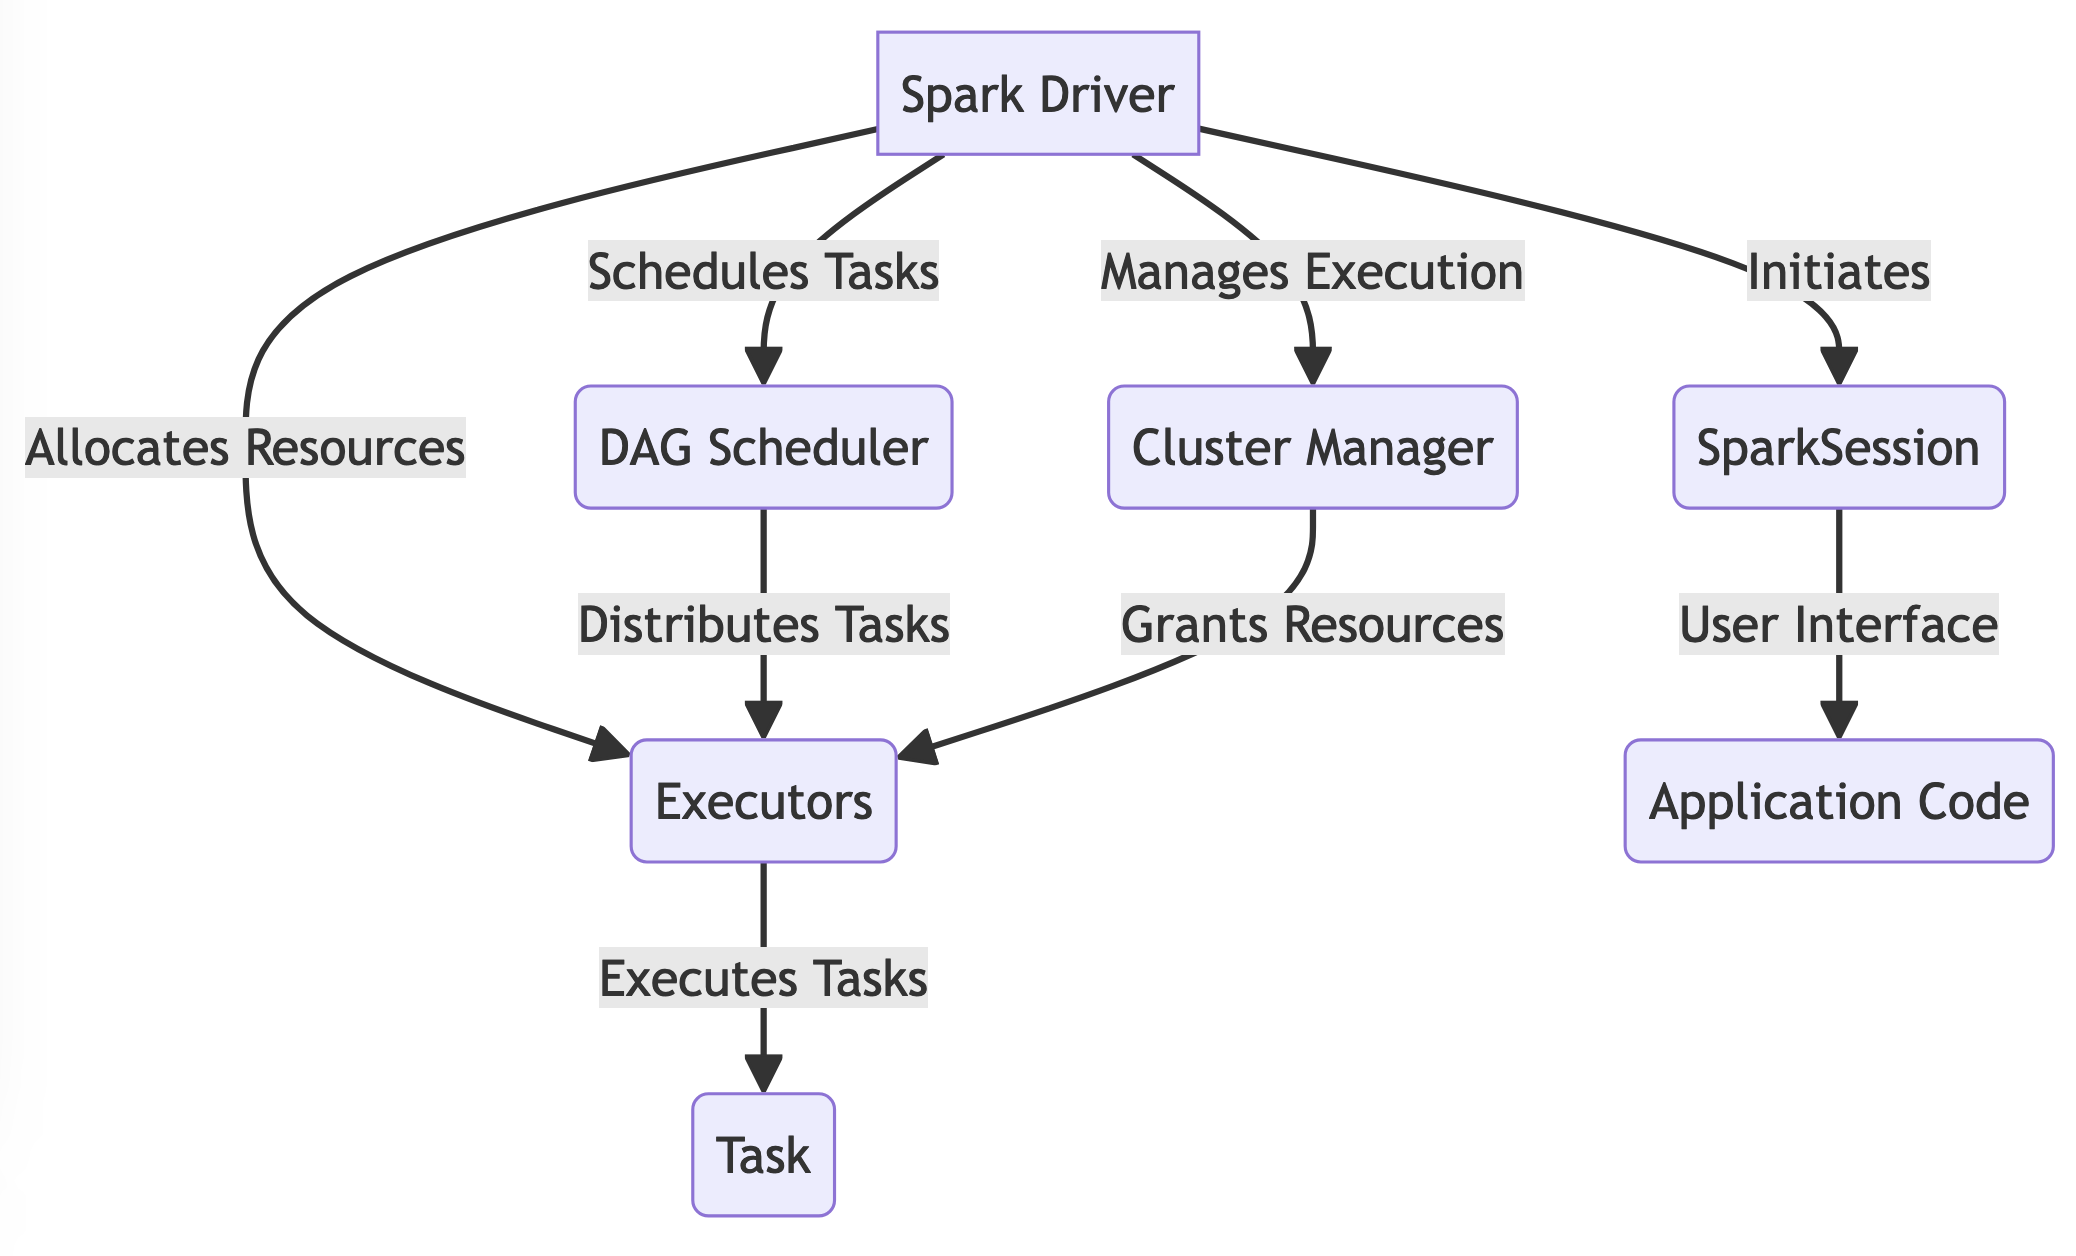 Spark Driver
Schedules Tasks
Manages Execution
Initiates
Allocates Resources
DAG Scheduler
Cluster Manager
SparkSession
Distributes Tasks
Grants Resources
User Interface
Executors
Application Code
Executes Tasks
Task